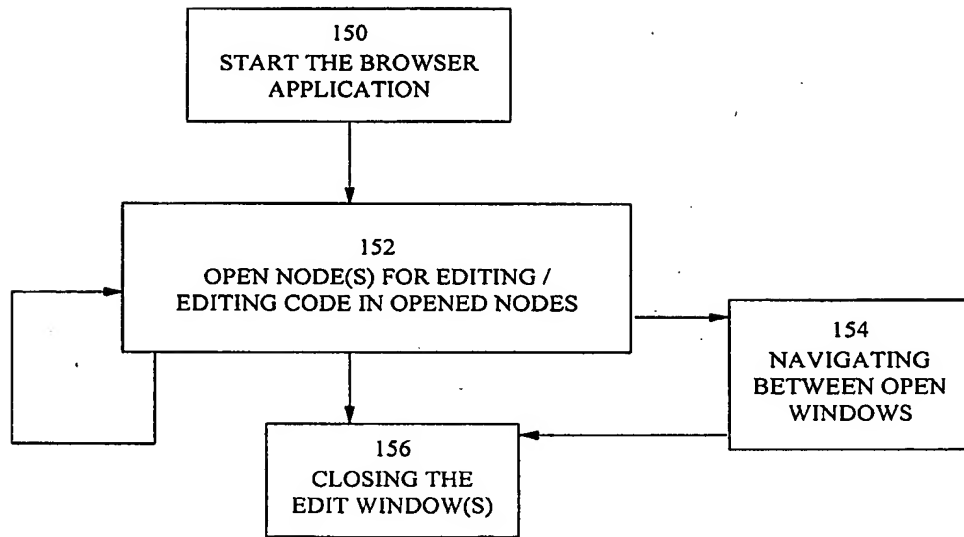 150
START THE BROWSER
APPLICATION
152
OPEN NODE(S) FOR EDITING /
EDITING CODE IN OPENED NODES
154
NAVIGATING
BETWEEN OPEN
WINDOWS
156
CLOSING THE
EDIT WINDOW(S)